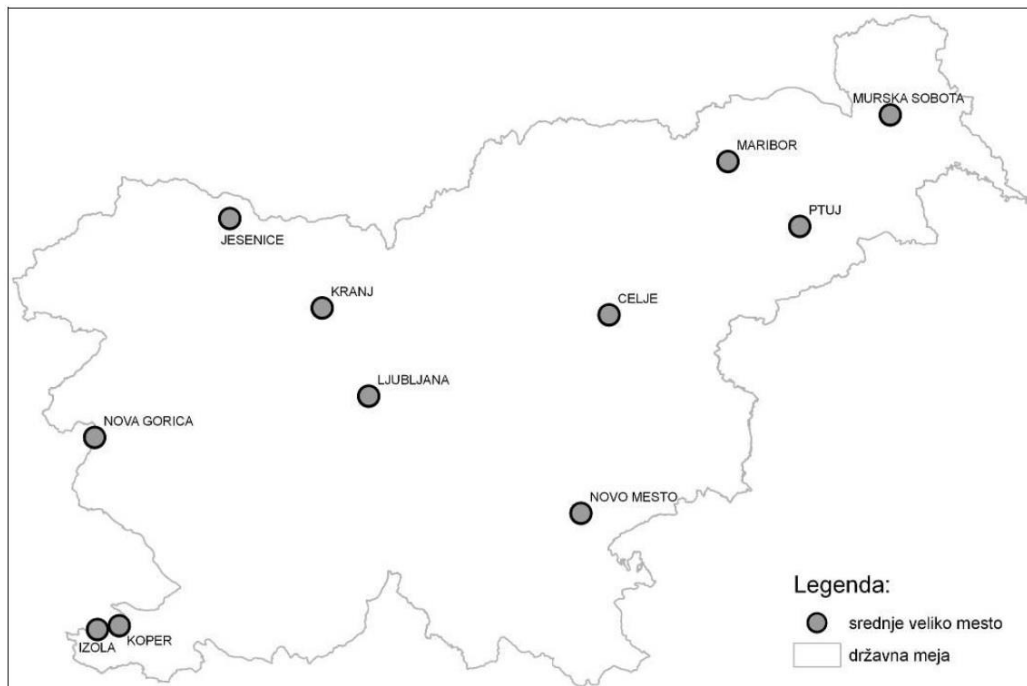 MURSKA SOBOTA
MARIBOR
PTUJ
JESENICE
KRANJ
CELJE
LJUBLJANA
NOVA GORICA
NOVO MESTO
IZOLA
KOPER
Legenda:
srednje veliko mesto
državna meja